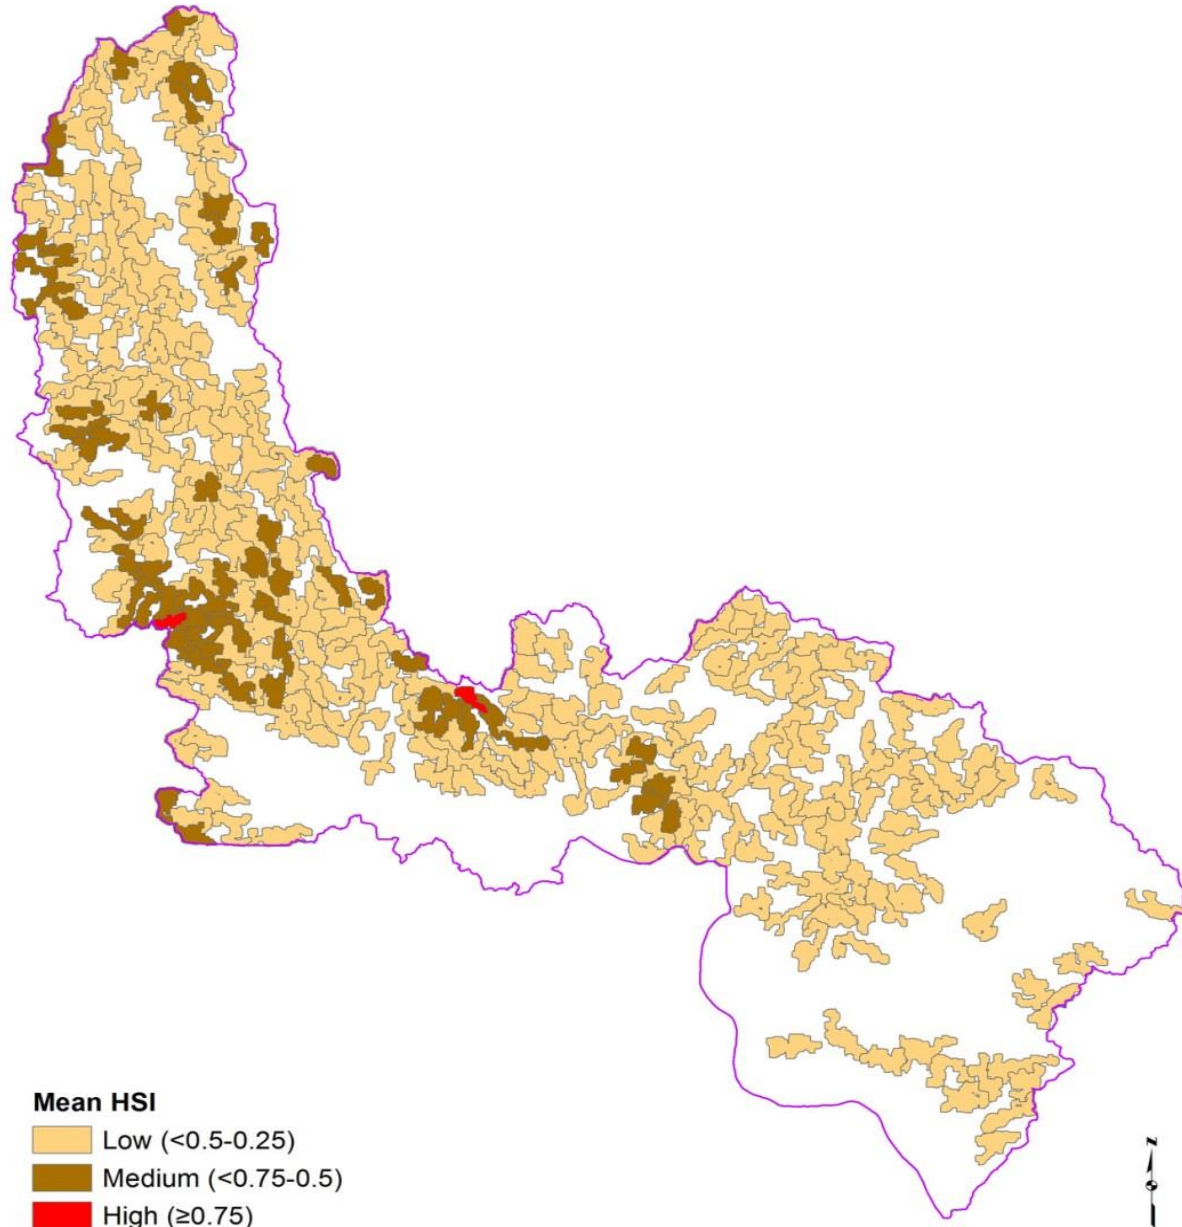 Mean HSI
Low (<0.5-0.25)
Medium (<0.75-0.5)
High (≥0.75)
N